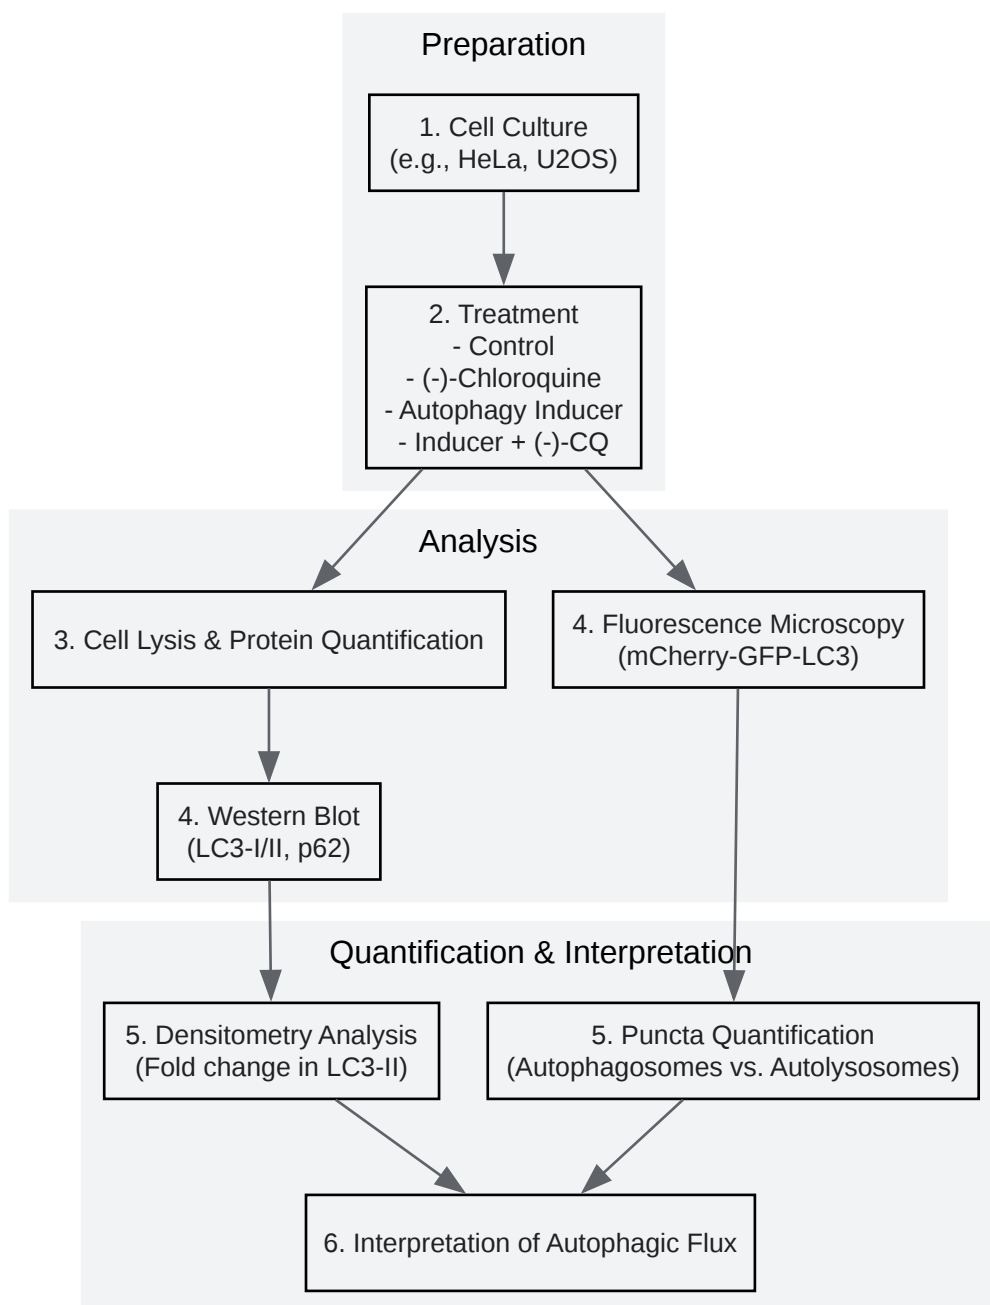 Preparation
1. Cell Culture
(e.g., HeLa, U2OS)
2. Treatment
- Control
- (-)-Chloroquine
- Autophagy Inducer
- Inducer + (-)-CQ
Analysis
3. Cell Lysis & Protein Quantification
4. Fluorescence Microscopy
(mCherry-GFP-LC3)
4. Western Blot
(LC3-I/II, p62)
Quantification & Interpretation
5. Densitometry Analysis
(Fold change in LC3-II)
5. Puncta Quantification
(Autophagosomes vs. Autolysosomes)
6. Interpretation of Autophagic Flux